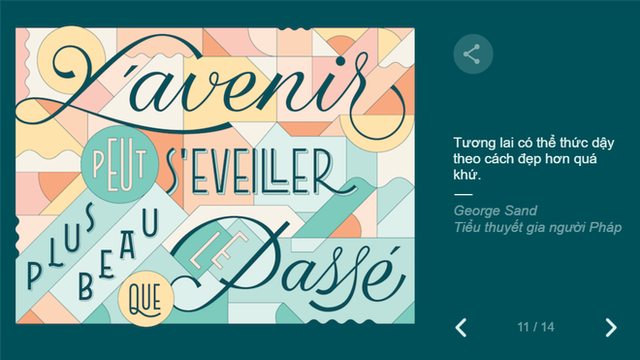 L'avenir
PEUT S'EVEILLER
PLUS BEAU
QUE LE Passé
Tương lai có thể thức dậy
theo cách đẹp hơn quá
khứ.
George Sand
Tiểu thuyết gia người Pháp
11 / 14